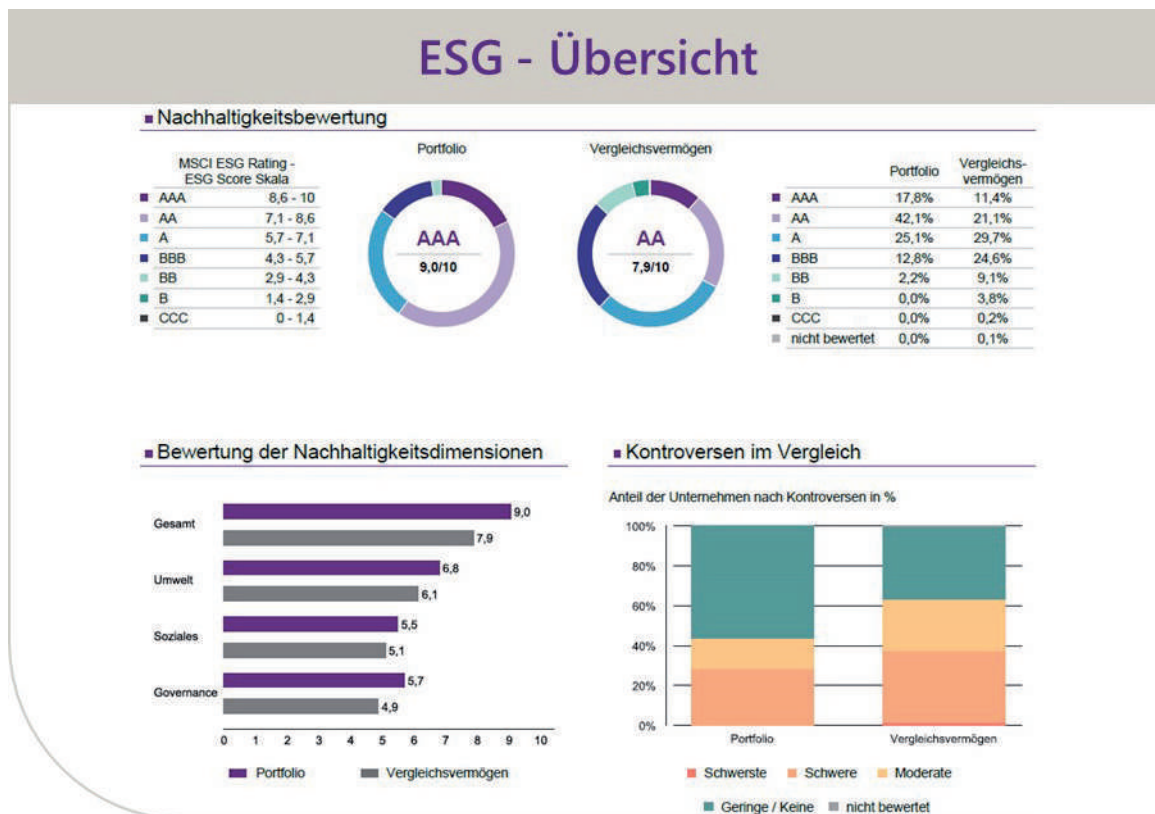 ESG - Übersicht
Nachhaltigkeitsbewertung
MSCI ESG Rating -
ESG Score Skala
AAA 8,6 - 10
AA 7,1 - 8,6
A 5,7 - 7,1
BBB 4,3 - 5,7
BB 2,9 - 4,3
B 1,4 - 2,9
CCC 0 - 1,4
Portfolio
AAA
9,0/10
Vergleichsvermögen
AA
7,9/10
Portfolio Vergleichs-
vermögen
AAA 17,8% 11,4%
AA 42,1% 21,1%
A 25,1% 29,7%
BBB 12,8% 24,6%
BB 2,2% 9,1%
B 0,0% 3,8%
CCC 0,0% 0,2%
nicht bewertet 0,0% 0,1%
Bewertung der Nachhaltigkeitsdimensionen
Gesamt
9,0
7,9
Umwelt
6,8
6,1
Soziales
5,5
5,1
Governance
5,7
4,9
0 1 2 3 4 5 6 7 8 9 10
Portfolio Vergleichsvermögen
Kontroversen im Vergleich
Anteil der Unternehmen nach Kontroversen in %
100%
80%
60%
40%
20%
0%
Portfolio Vergleichsvermögen
Schwerste Schwere Moderate
Geringe / Keine nicht bewertet